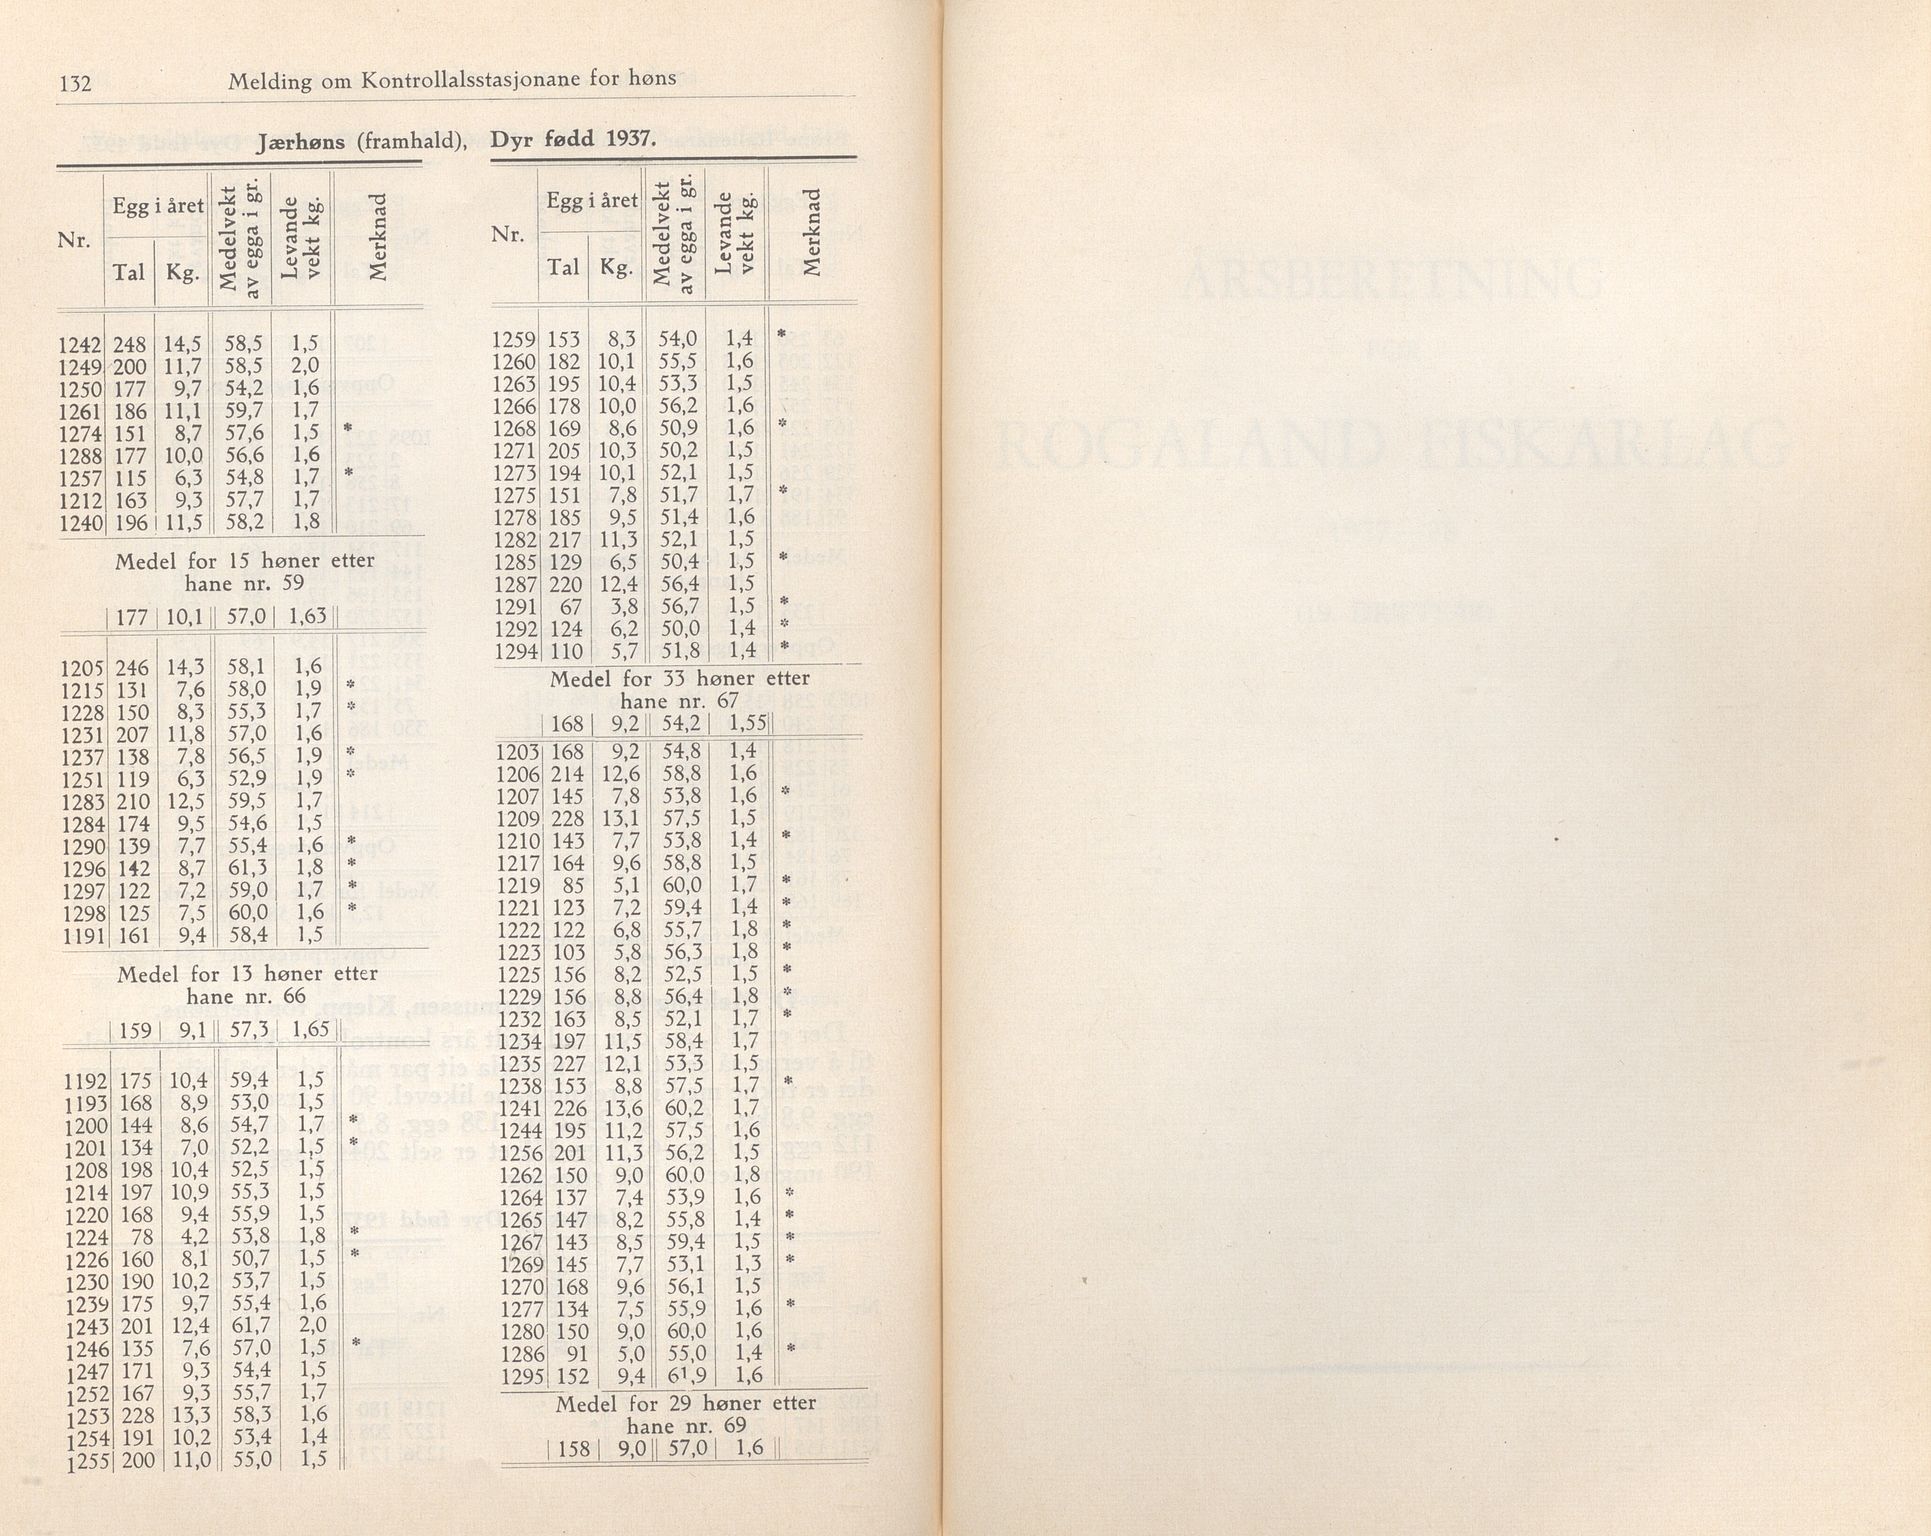 132 Melding om Kontrollalsstasjonane for høns
Jærhøns (framhald), Dyr fødd 1937.
Nr. Egg i året Medelvekt av egga i gr. Levande vekt kg. Merknad
Tal Kg.
1242 248 14,5 58,5 1,5
1249 200 11,7 58,5 2,0
1250 177 9,7 54,2 1,6
1261 186 11,1 59,7 1,7
1274 151 8,7 57,6 1,5 *
1288 177 10,0 56,6 1,6
1257 115 6,3 54,8 1,7 *
1212 163 9,3 57,7 1,7
1240 196 11,5 58,2 1,8
Medel for 15 høner etter
hane nr. 59
177 10,1 57,0 1,63
1205 246 14,3 58,1 1,6
1215 131 7,6 58,0 1,9 *
1228 150 8,3 55,3 1,7 *
1231 207 11,8 57,0 1,6
1237 138 7,8 56,5 1,9 *
1251 119 6,3 52,9 1,9 *
1283 210 12,5 59,5 1,7
1284 174 9,5 54,6 1,5
1290 139 7,7 55,4 1,6 *
1296 142 8,7 61,3 1,8 *
1297 122 7,2 59,0 1,7 *
1298 125 7,5 60,0 1,6 *
1191 161 9,4 58,4 1,5
Medel for 13 høner etter
hane nr. 66
159 9,1 57,3 1,65
1192 175 10,4 59,4 1,5
1193 168 8,9 53,0 1,5
1200 144 8,6 54,7 1,7 *
1201 134 7,0 52,2 1,5 *
1208 198 10,4 52,5 1,5
1214 197 10,9 55,3 1,5
1220 168 9,4 55,9 1,5
1224 78 4,2 53,8 1,8 *
1226 160 8,1 50,7 1,5 *
1230 190 10,2 53,7 1,5
1239 175 9,7 55,4 1,6
1243 201 12,4 61,7 2,0
1246 135 7,6 57,0 1,5 *
1247 171 9,3 54,4 1,5
1252 167 9,3 55,7 1,7
1253 228 13,3 58,3 1,6
1254 191 10,2 53,4 1,4
1255 200 11,0 55,0 1,5
Nr. Egg i året Medelvekt av egga i gr. Levande vekt kg. Merknad
Tal Kg.
1259 153 8,3 54,0 1,4 *
1260 182 10,1 55,5 1,6
1263 195 10,4 53,3 1,5
1266 178 10,0 56,2 1,6
1268 169 8,6 50,9 1,6 *
1271 205 10,3 50,2 1,5
1273 194 10,1 52,1 1,5
1275 151 7,8 51,7 1,7 *
1278 185 9,5 51,4 1,6
1282 217 11,3 52,1 1,5
1285 129 6,5 50,4 1,5 *
1287 220 12,4 56,4 1,5
1291 67 3,8 56,7 1,5 *
1292 124 6,2 50,0 1,4 *
1294 110 5,7 51,8 1,4 *
Medel for 33 høner etter
hane nr. 67
168 9,2 54,2 1,55
1203 168 9,2 54,8 1,4
1206 214 12,6 58,8 1,6
1207 145 7,8 53,8 1,6 *
1209 228 13,1 57,5 1,5
1210 143 7,7 53,8 1,4 *
1217 164 9,6 58,8 1,5
1219 85 5,1 60,0 1,7 *
1221 123 7,2 59,4 1,4 *
1222 122 6,8 55,7 1,8 *
1223 103 5,8 56,3 1,8 *
1225 156 8,2 52,5 1,5 *
1229 156 8,8 56,4 1,8 *
1232 163 8,5 52,1 1,7 *
1234 197 11,5 58,4 1,7
1235 227 12,1 53,3 1,5
1238 153 8,8 57,5 1,7 *
1241 226 13,6 60,2 1,7
1244 195 11,2 57,5 1,6
1256 201 11,3 56,2 1,5
1262 150 9,0 60,0 1,8
1264 137 7,4 53,9 1,6 *
1265 147 8,2 55,8 1,4 *
1267 143 8,5 59,4 1,5 *
1269 145 7,7 53,1 1,3 *
1270 168 9,6 56,1 1,5
1277 134 7,5 55,9 1,6 *
1280 150 9,0 60,0 1,6
1286 91 5,0 55,0 1,4 *
1295 152 9,4 61,9 1,6
Medel for 29 høner etter
hane nr. 69
158 9,0 57,0 1,6
ÅRSBERETNING
ROGALAND FISKARLAG